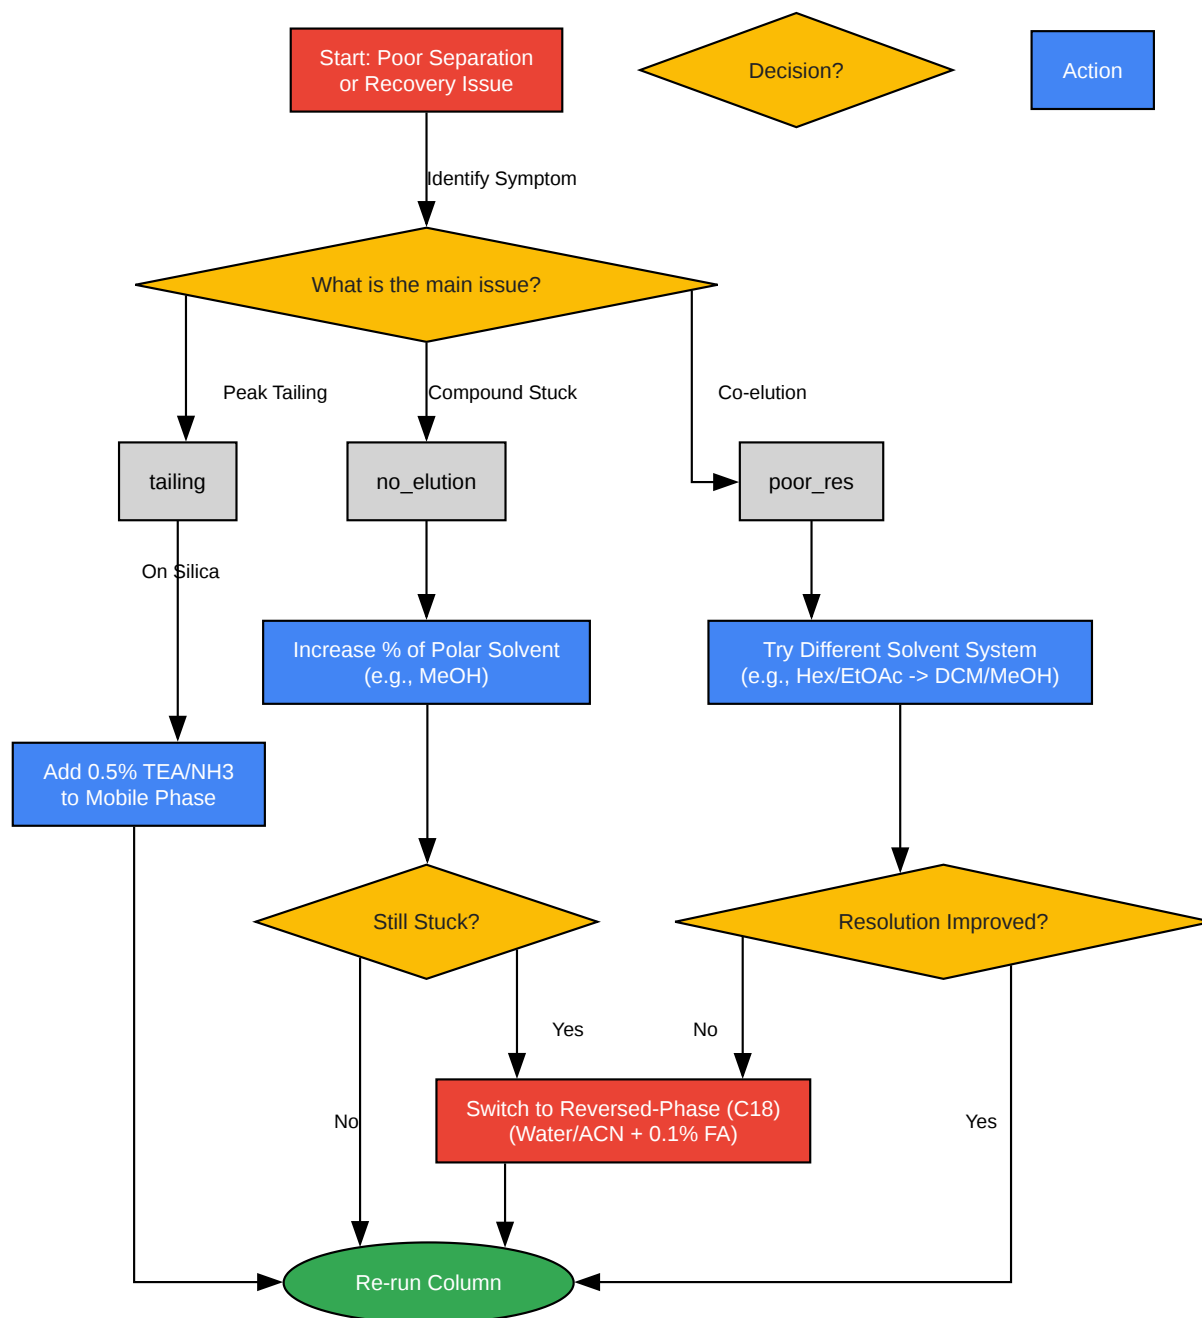 Start: Poor Separation
or Recovery Issue
Decision?
Action
Identify Symptom
What is the main issue?
Peak Tailing
Compound Stuck
Co-elution
tailing
no_elution
poor_res
On Silica
Increase % of Polar Solvent
(e.g., MeOH)
Try Different Solvent System
(e.g., Hex/EtOAc -> DCM/MeOH)
Add 0.5% TEA/NH3
to Mobile Phase
Still Stuck?
Resolution Improved?
Yes
No
Switch to Reversed-Phase (C18)
(Water/ACN + 0.1% FA)
No
Yes
Re-run Column